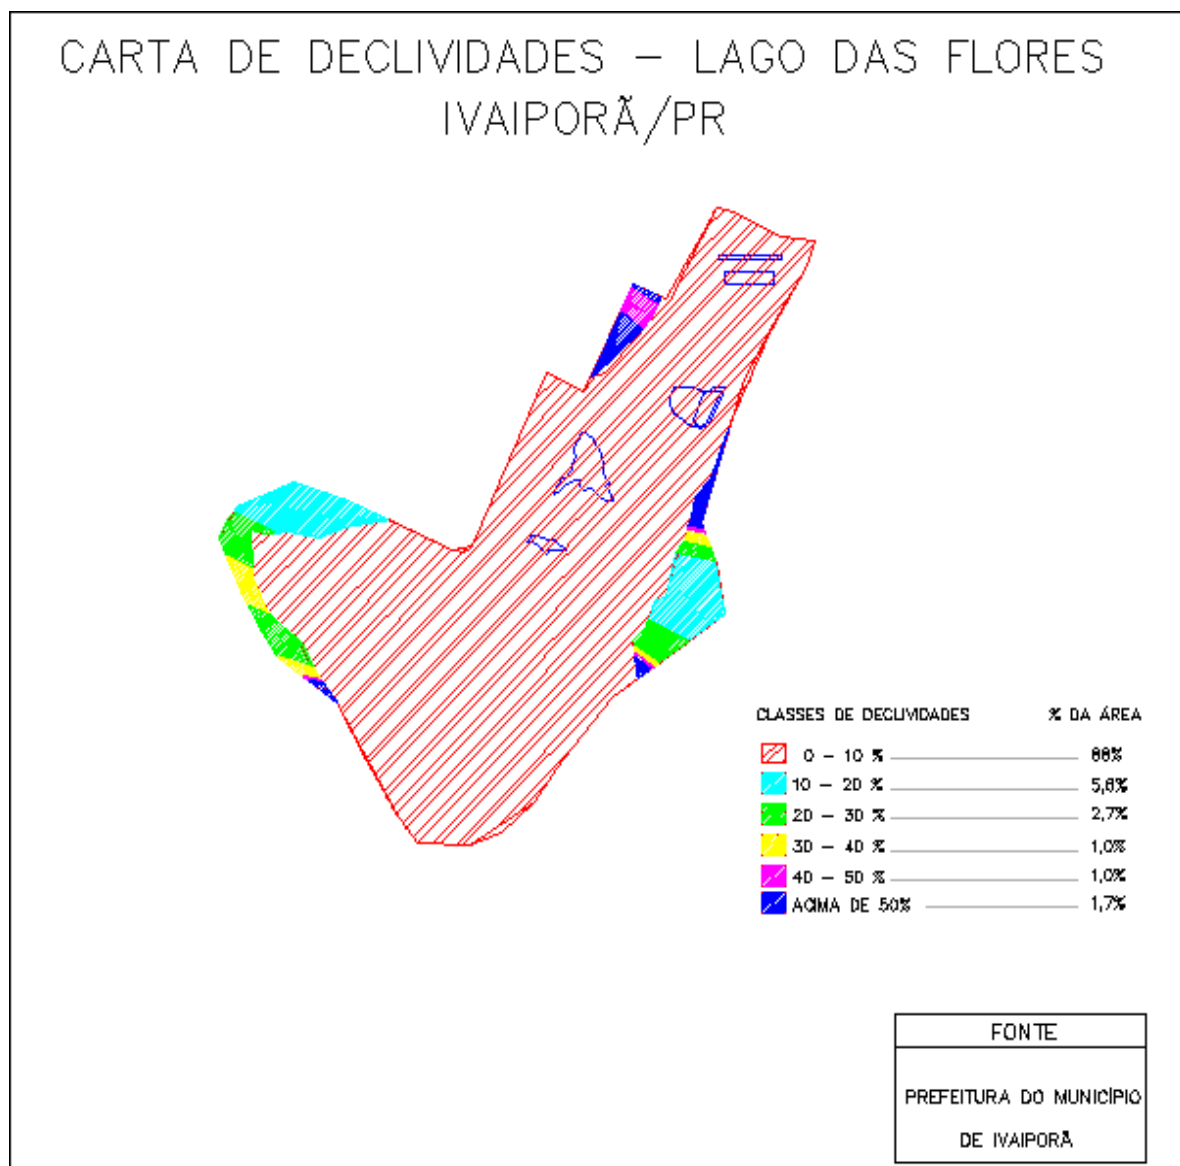 CARTA DE DECLIVIDADES – LAGO DAS FLORES
IVAIPORÃ/PR
CLASSES DE DECLIVIDADES % DA ÁREA
0 – 10 % 88%
10 – 20 % 5,6%
20 – 30 % 2,7%
30 – 40 % 1,0%
40 – 50 % 1,0%
ACIMA DE 50% 1,7%
FONTE
PREFEITURA DO MUNICÍPIO
DE IVAIPORÃ